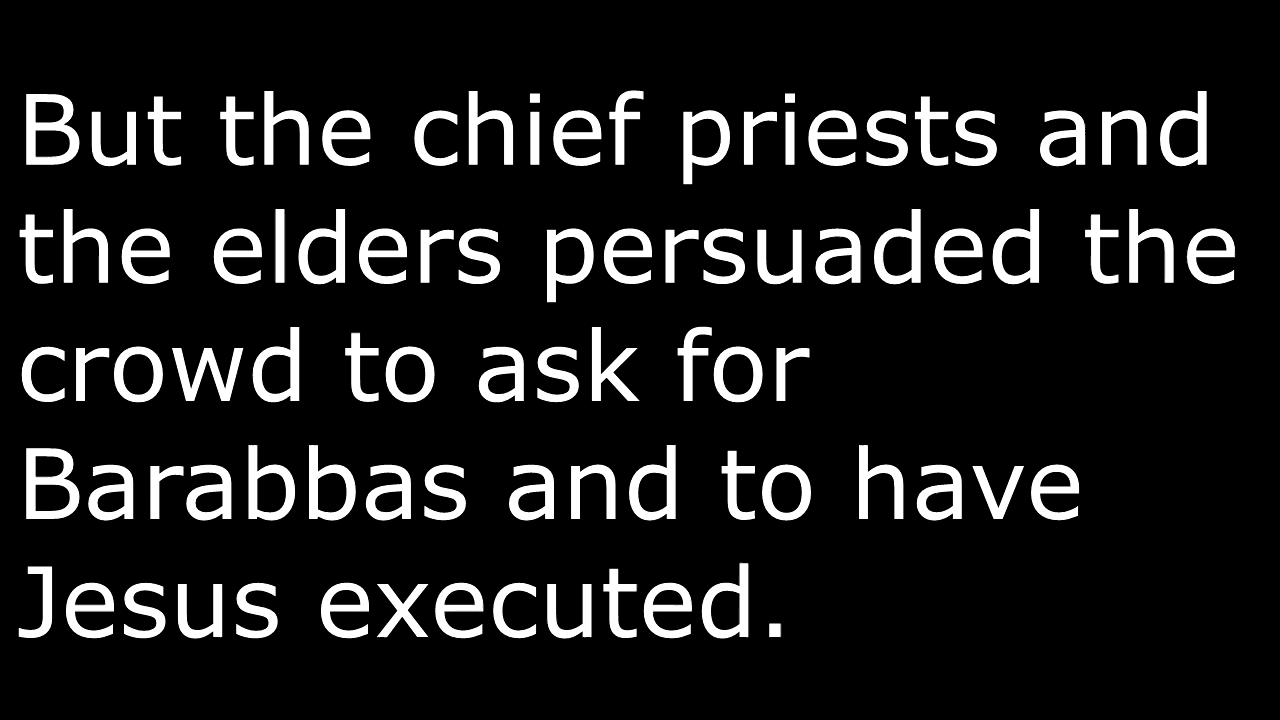 But the chief priests and
the elders persuaded the
crowd to ask for
Barabbas and to have
Jesus executed.